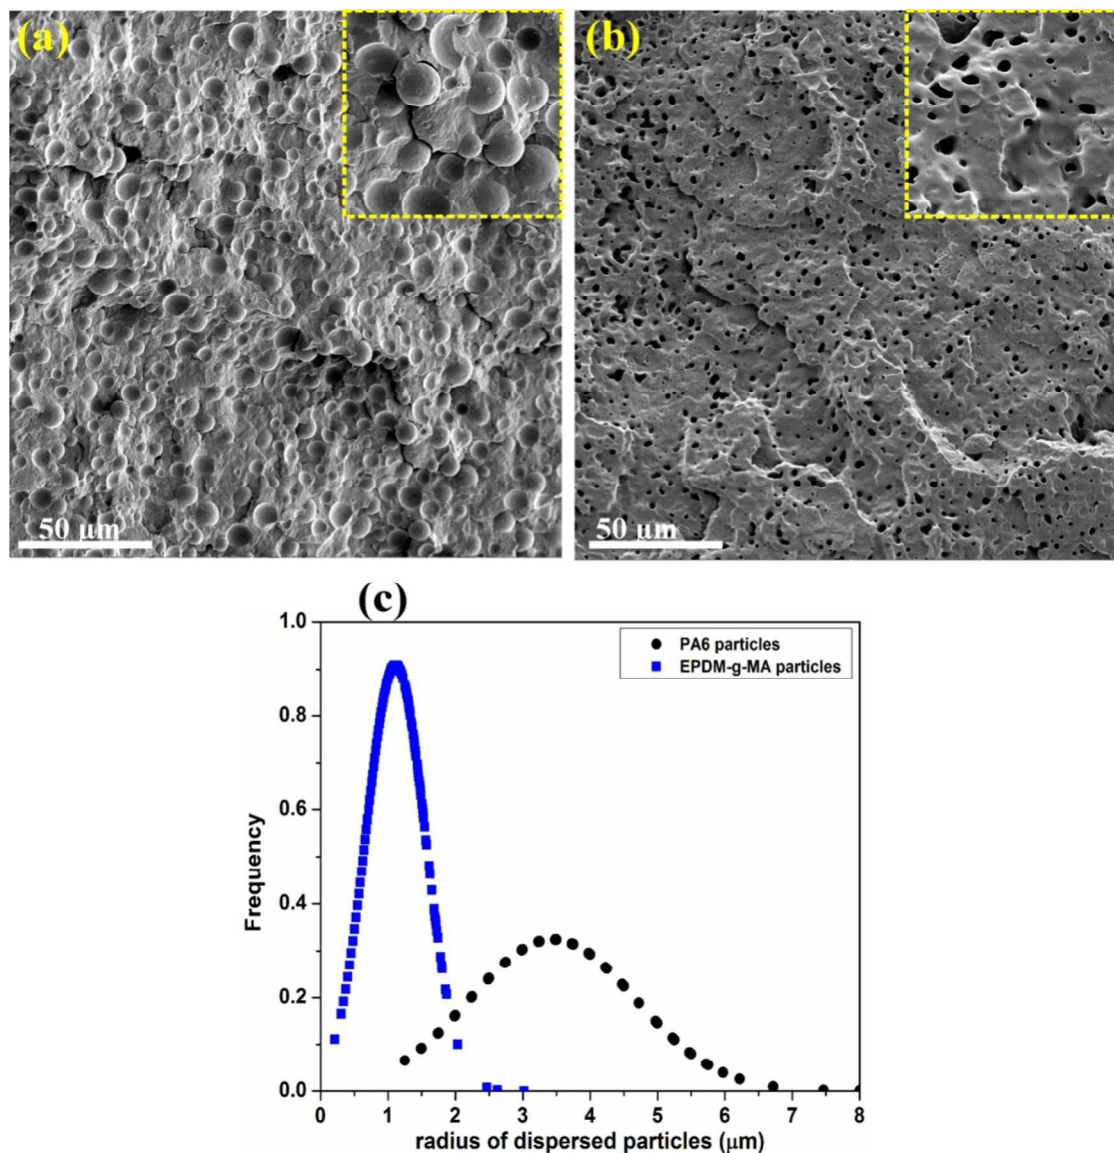 (a)
(b)
50 μm
50 μm
(c)
1.0
0.8
0.6
0.4
0.2
0.0
Frequency
PA6 particles
EPDM-g-MA particles
0 1 2 3 4 5 6 7 8
radius of dispersed particles (μm)